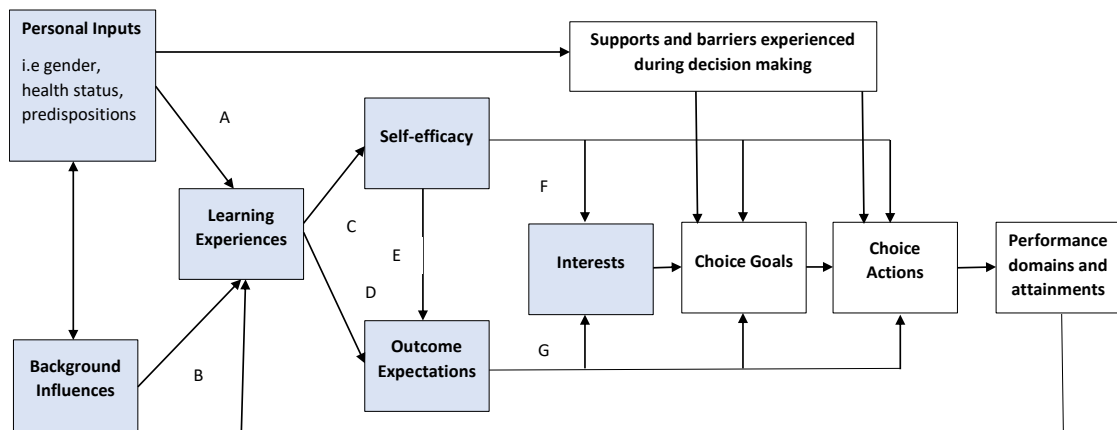 Personal Inputs
i.e gender,
health status,
predispositions
Supports and barriers experienced
during decision making
A
Self-efficacy
F
Learning
Experiences
C
E
D
Interests
Choice Goals
Choice
Actions
Performance
domains and
attainments
Background
Influences
B
Outcome
Expectations
G